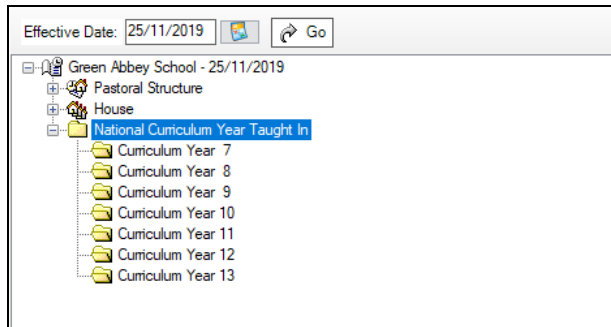 Effective Date: 25/11/2019 Go
Green Abbey School - 25/11/2019
Pastoral Structure
House
National Curriculum Year Taught In
Curriculum Year 7
Curriculum Year 8
Curriculum Year 9
Curriculum Year 10
Curriculum Year 11
Curriculum Year 12
Curriculum Year 13